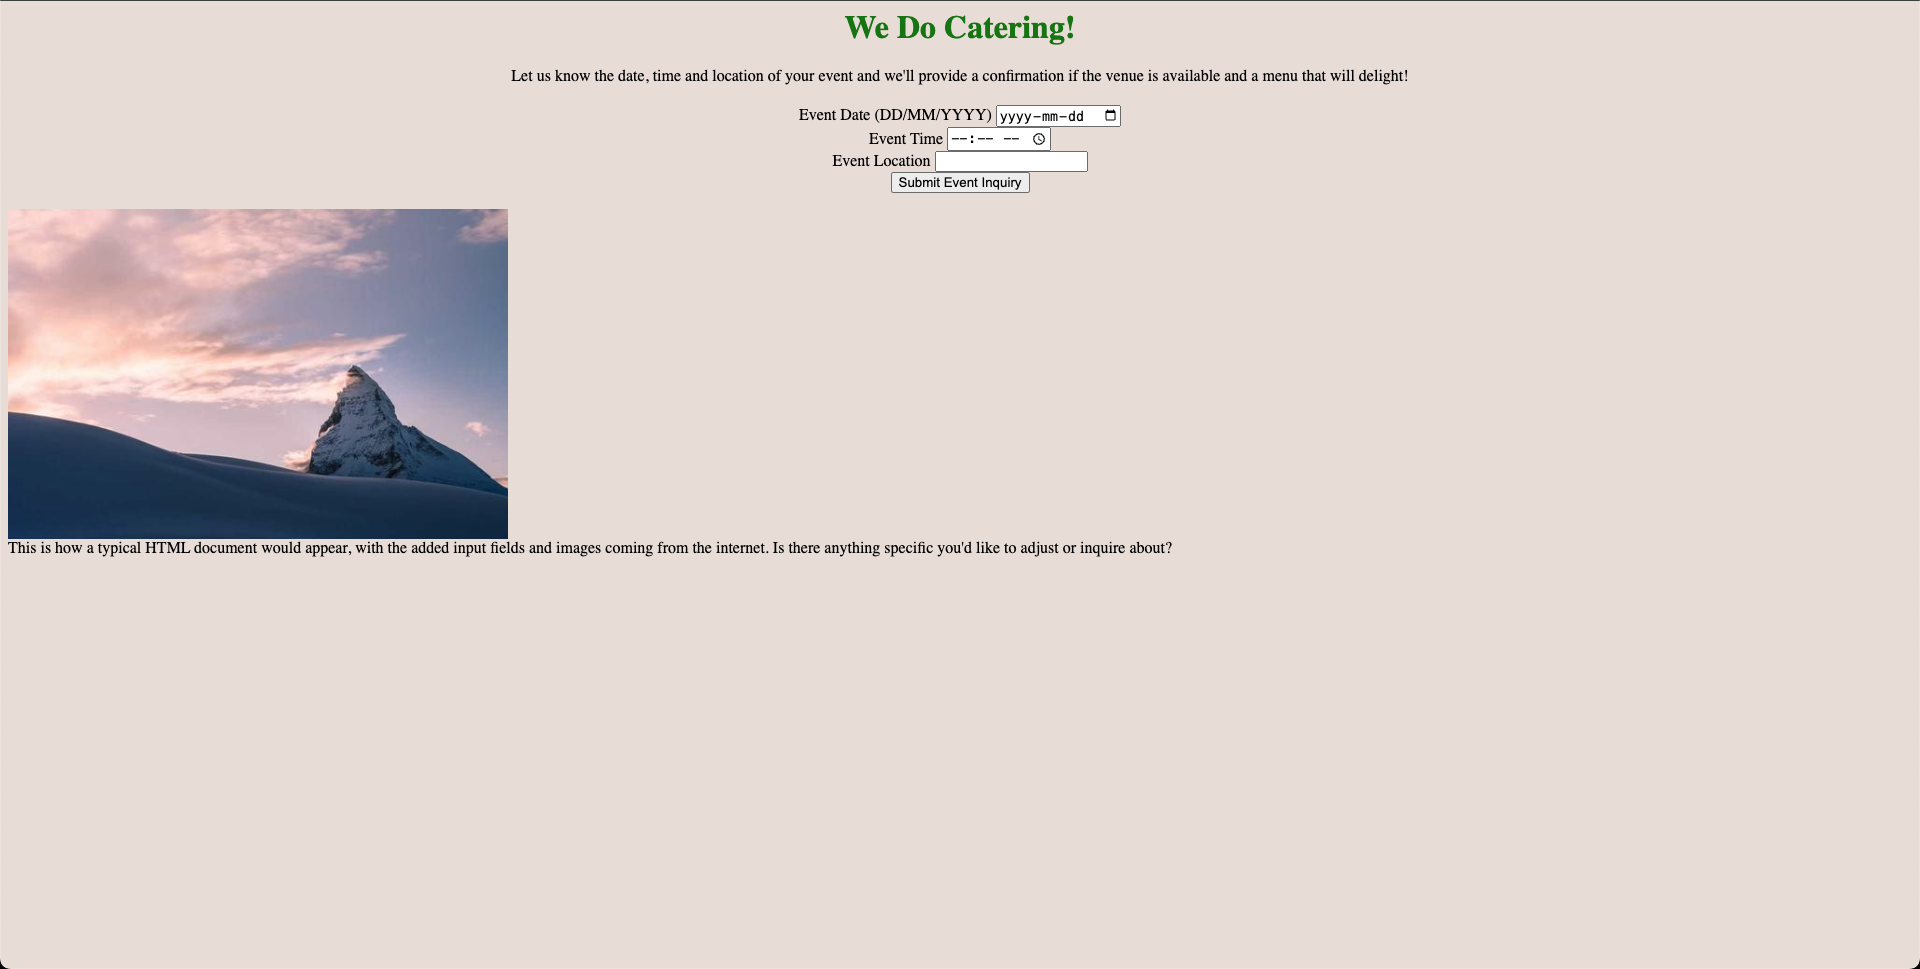 We Do Catering!
Let us know the date, time and location of your event and we'll provide a confirmation if the venue is available and a menu that will delight!
Event Date (DD/MM/YYYY) yyyy-mm-dd
Event Time --:-- --
Event Location
Submit Event Inquiry
This is how a typical HTML document would appear, with the added input fields and images coming from the internet. Is there anything specific you'd like to adjust or inquire about?